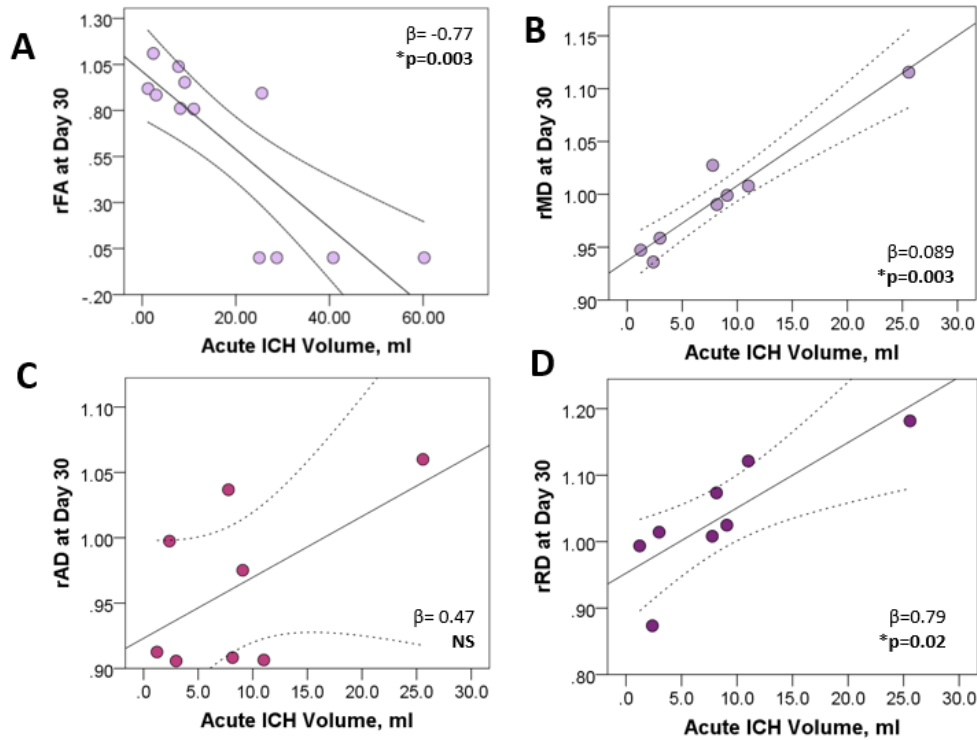 A
rFA at Day 30
1.30
1.05
.80
.55
.30
.05
-.20
β= -0.77
*p=0.003
.00 20.00 40.00 60.00
Acute ICH Volume, ml
B
rMD at Day 30
1.15
1.10
1.05
1.00
.95
.90
β=0.089
*p=0.003
.0 5.0 10.0 15.0 20.0 25.0 30.0
Acute ICH Volume, ml
C
rAD at Day 30
1.10
1.05
1.00
.95
.90
β= 0.47
NS
.0 5.0 10.0 15.0 20.0 25.0 30.0
Acute ICH Volume, ml
D
rRD at Day 30
1.20
1.10
1.00
.90
.80
β=0.79
*p=0.02
.0 5.0 10.0 15.0 20.0 25.0 30.0
Acute ICH Volume, ml